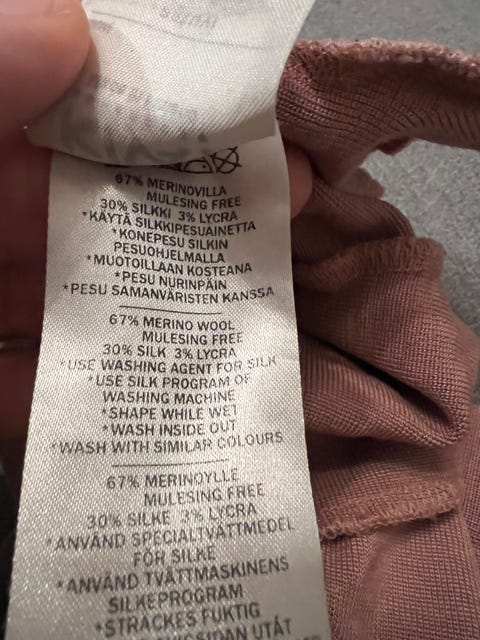 67% MERINOVILLA
MULESING FREE
30% SILKKI 3% LYCRA
*KÄYTÄ SILKKIPESUAINETTA
*KONEPESU SILKIN
PESUOHJELMALLA
*MUOTOILLAAN KOSTEANA
*PESU NURINPÄIN
*PESU SAMANVÄRISTEN KANSSA
67% MERINO WOOL
MULESING FREE
30% SILK 3% LYCRA
*USE WASHING AGENT FOR SILK
*USE SILK PROGRAM OF
WASHING MACHINE
*SHAPE WHILE WET
*WASH INSIDE OUT
*WASH WITH SIMILAR COLOURS
67% MERINOYLLE
MULESING FREE
30% SILKE 3% LYCRA
*ANVÄND SPECIALTVÄTTMEDEL
FÖR SILKE
*ANVÄND TVÄTTMASKINENS
SILKEPROGRAM
*STRÄCKES FUKTIG
UTÅT